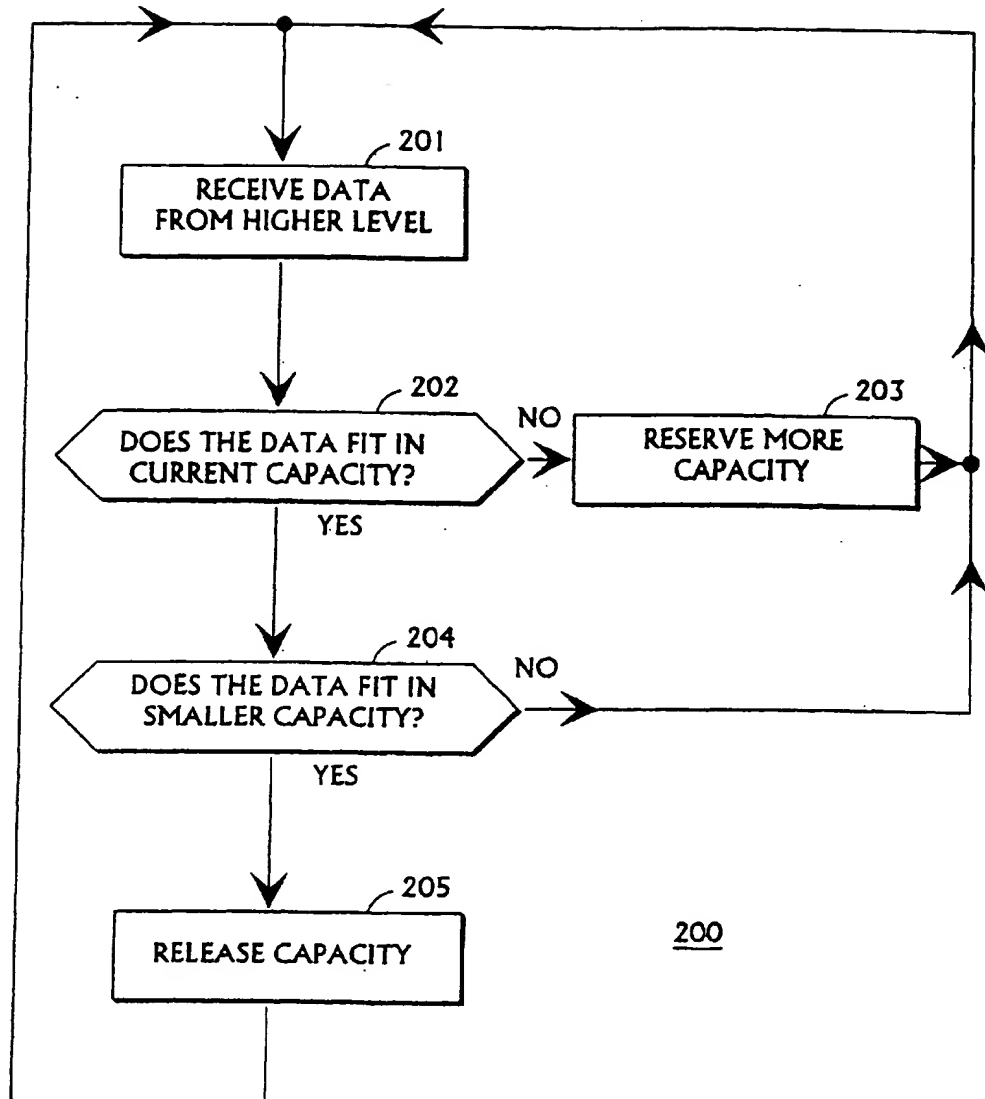 201
RECEIVE DATA
FROM HIGHER LEVEL
202
DOES THE DATA FIT IN
CURRENT CAPACITY?
NO
YES
203
RESERVE MORE
CAPACITY
204
DOES THE DATA FIT IN
SMALLER CAPACITY?
NO
YES
205
RELEASE CAPACITY
200